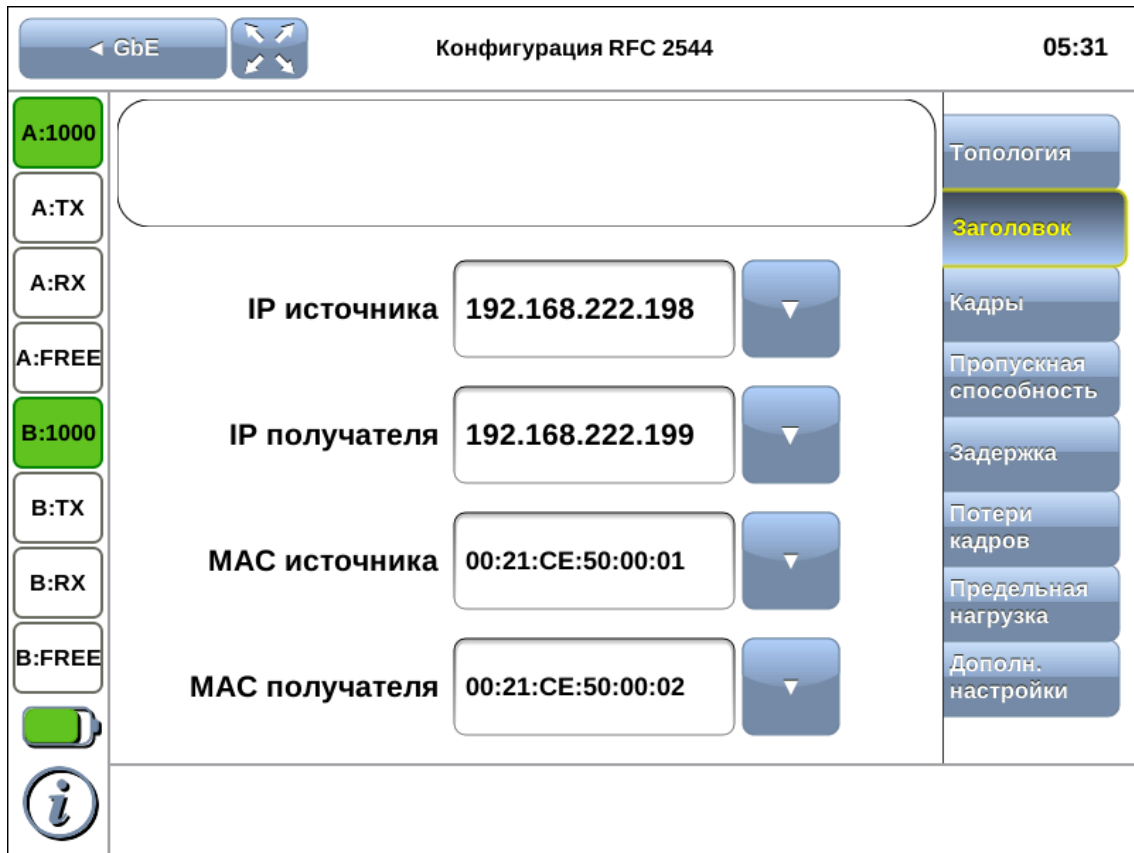 ◄ GbE
Конфигурация RFC 2544
05:31
A:1000
A:TX
A:RX
A:FREE
B:1000
B:TX
B:RX
B:FREE
IP источника
192.168.222.198
▼
IP получателя
192.168.222.199
▼
MAC источника
00:21:CE:50:00:01
▼
MAC получателя
00:21:CE:50:00:02
▼
Топология
Заголовок
Кадры
Пропускная
способность
Задержка
Потери
кадров
Предельная
нагрузка
Дополн.
настройки
i